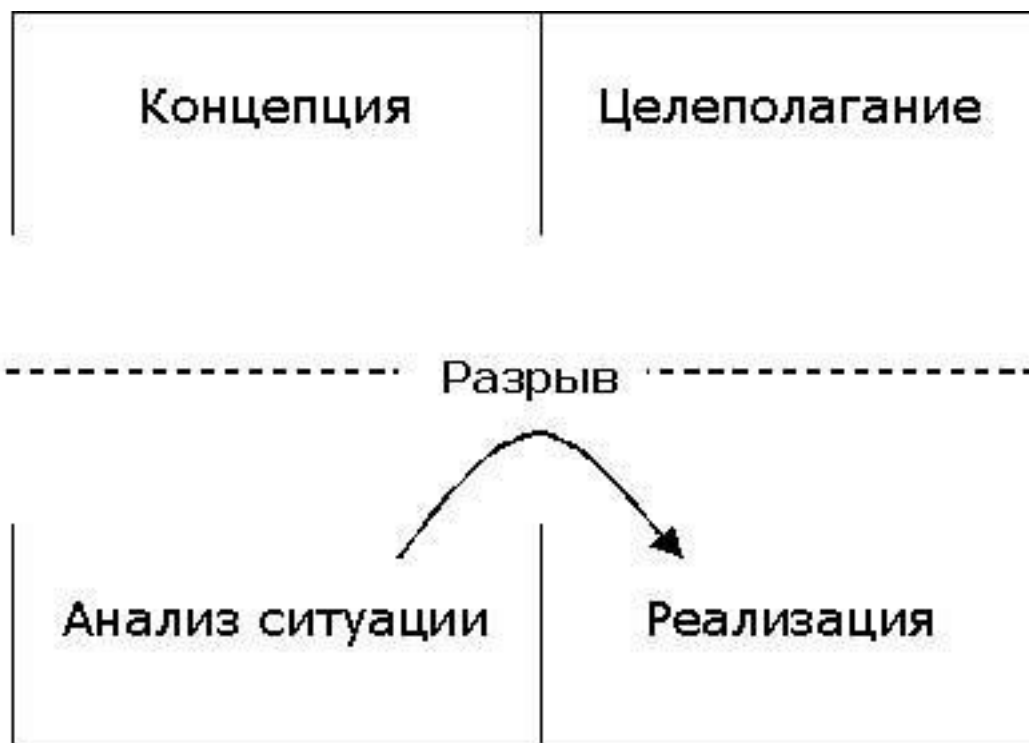 Концепция
Целеполагание
Разрыв
Анализ ситуации
Реализация